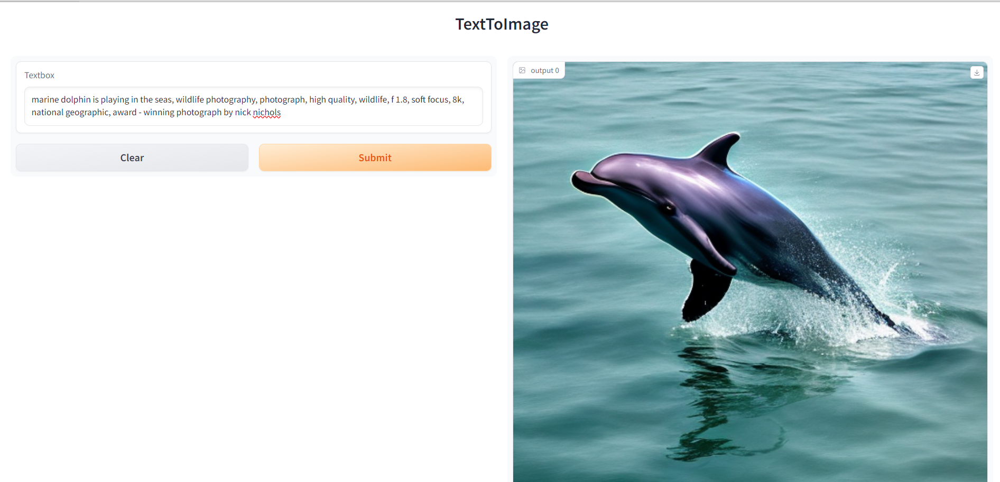 TextToImage
Textbox
marine dolphin is playing in the seas, wildlife photography, photograph, high quality, wildlife, f 1.8, soft focus, 8k,
national geographic, award - winning photograph by nick nichols
Clear
Submit
output 0